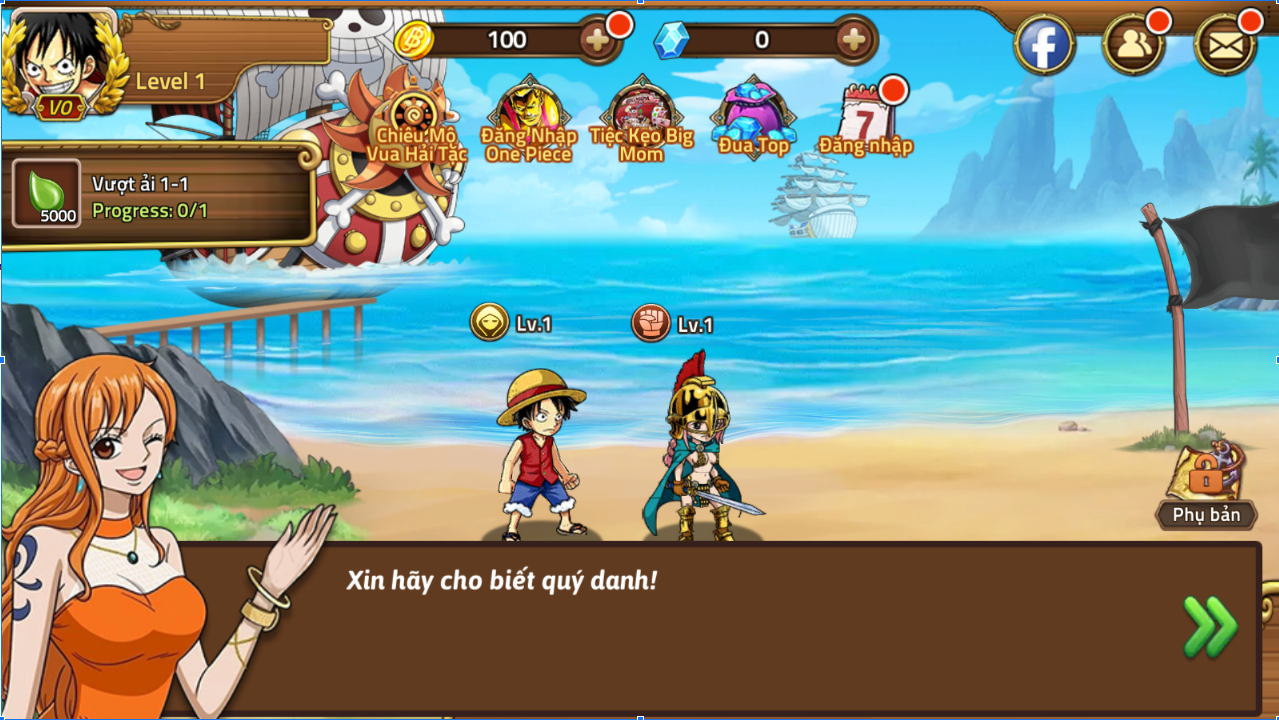 100
0
Level 1
V0
Chiêu Mộ
Vua Hải Tặc
Đăng Nhập
One Piece
Tiệc Kẹo Big
Mom
Đua Top
7
Đăng nhập
Vượt ải 1-1
5000
Progress: 0/1
Lv.1
Lv.1
Phụ bản
Xin hãy cho biết quý danh!